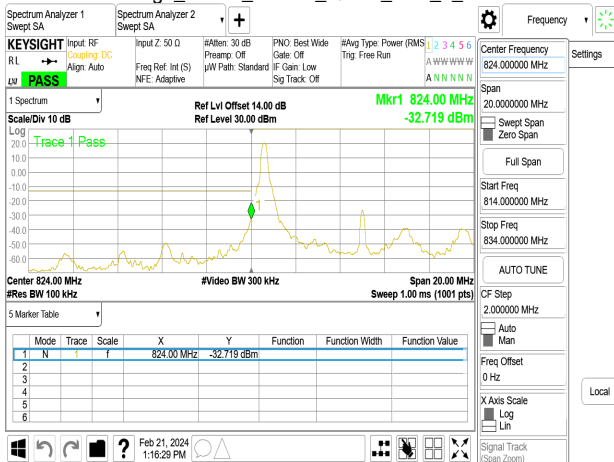 Spectrum Analyzer 1
Swept SA
Spectrum Analyzer 2
Swept SA
+
Frequency
KEYSIGHT
RL
LXI
PASS
Input: RF
Coupling: DC
Align: Auto
Input Z: 50 Ω
Freq Ref: Int (S)
NFE: Adaptive
#Atten: 30 dB
Preamp: Off
µW Path: Standard
PNO: Best Wide
Gate: Off
IF Gain: Low
Sig Track: Off
#Avg Type: Power (RMS
Trig: Free Run
1 2 3 4 5 6
A W W W W W
A N N N N N
1 Spectrum
Scale/Div 10 dB
Ref Lvl Offset 14.00 dB
Ref Level 30.00 dBm
Mkr1 824.00 MHz
-32.719 dBm
Log
Trace 1 Pass
20.0
10.0
0.00
-10.0
-20.0
-30.0
-40.0
-50.0
-60.0
1
Center 824.00 MHz
#Res BW 100 kHz
#Video BW 300 kHz
Span 20.00 MHz
Sweep 1.00 ms (1001 pts)
5 Marker Table
Mode Trace Scale X Y Function Function Width Function Value
1 N 1 f 824.00 MHz -32.719 dBm
2
3
4
5
6
Feb 21, 2024
1:16:29 PM
?
Center Frequency
824.000000 MHz
Settings
Span
20.0000000 MHz
Swept Span
Zero Span
Full Span
Start Freq
814.000000 MHz
Stop Freq
834.000000 MHz
AUTO TUNE
CF Step
2.000000 MHz
Auto
Man
Freq Offset
0 Hz
Local
X Axis Scale
Log
Lin
Signal Track
(Span Zoom)